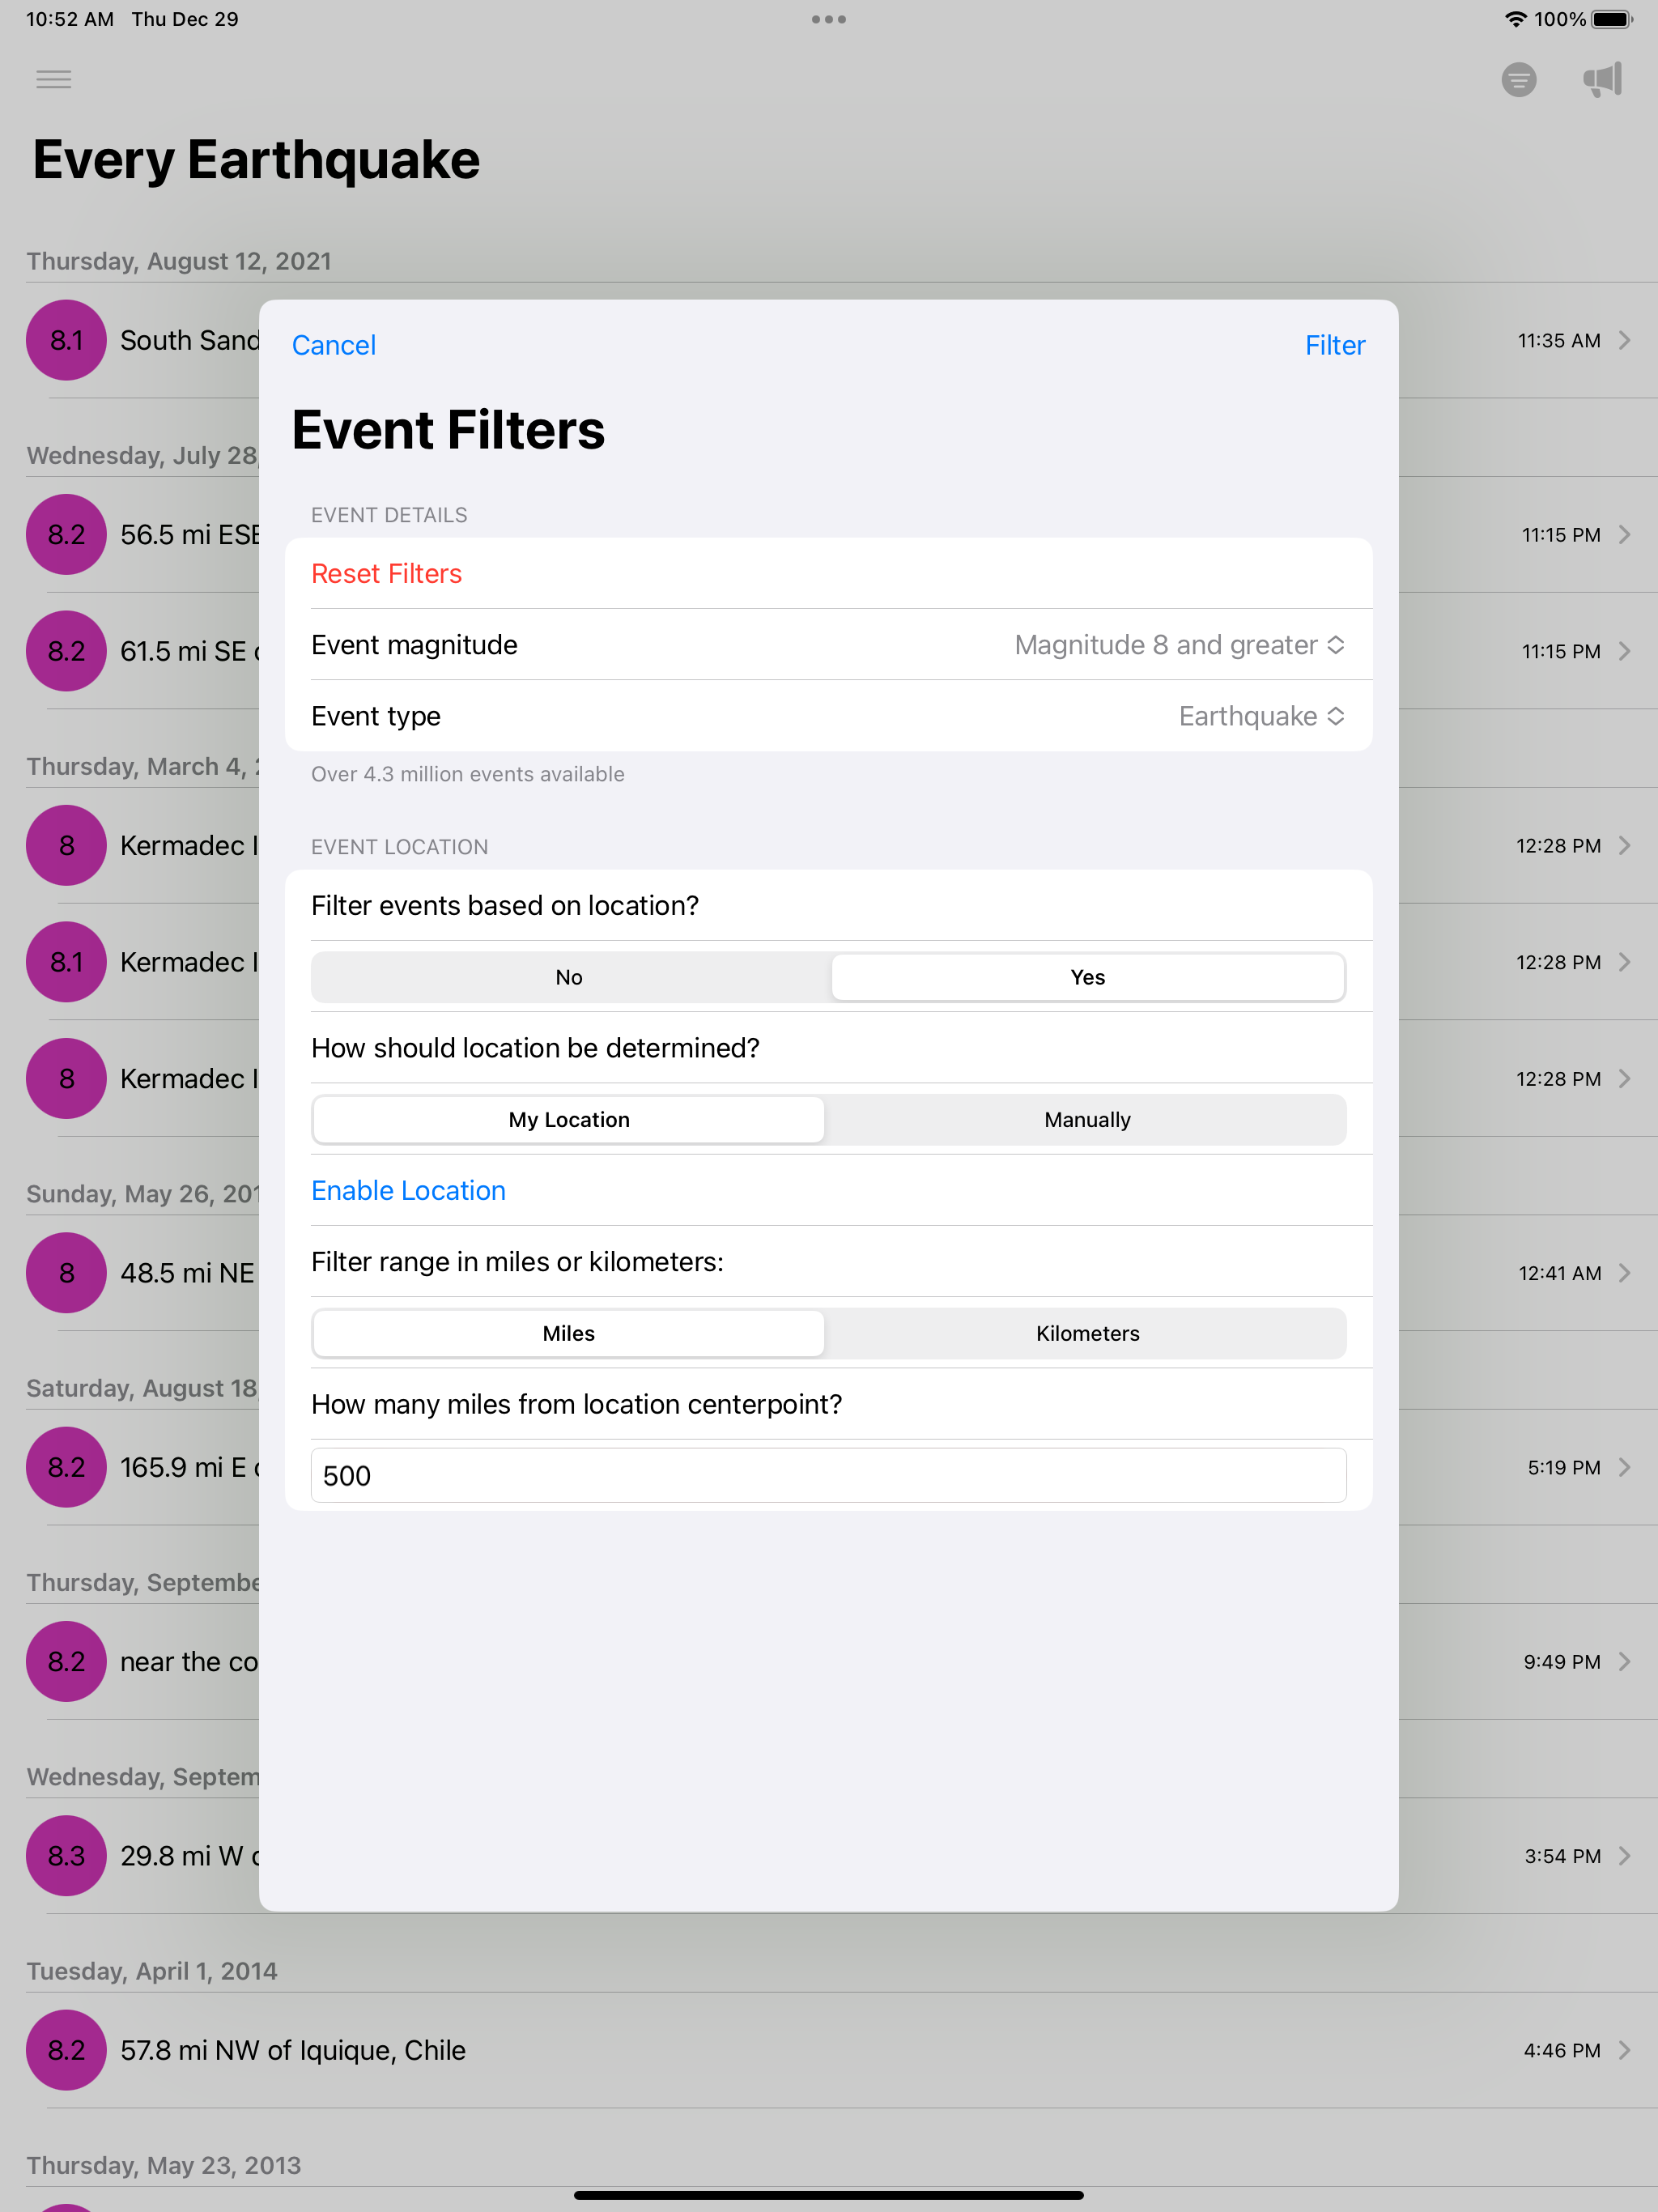 10:52 AM Thu Dec 29
100%
Every Earthquake
Thursday, August 12, 2021
8.1 South Sand 11:35 AM
Cancel Filter
Event Filters
Wednesday, July 28,
8.2 56.5 mi ESE 11:15 PM
EVENT DETAILS
Reset Filters
8.2 61.5 mi SE 11:15 PM
Event magnitude Magnitude 8 and greater
Event type Earthquake
Over 4.3 million events available
Thursday, March 4,
8 Kermadec 12:28 PM
EVENT LOCATION
Filter events based on location?
8.1 Kermadec 12:28 PM
No Yes
How should location be determined?
8 Kermadec 12:28 PM
My Location Manually
Sunday, May 26, 201
Enable Location
8 48.5 mi NE 12:41 AM
Filter range in miles or kilometers:
Miles Kilometers
Saturday, August 18
How many miles from location centerpoint?
8.2 165.9 mi E 5:19 PM
500
Thursday, Septembe
8.2 near the co 9:49 PM
Wednesday, Septem
8.3 29.8 mi W 3:54 PM
Tuesday, April 1, 2014
8.2 57.8 mi NW of Iquique, Chile 4:46 PM
Thursday, May 23, 2013